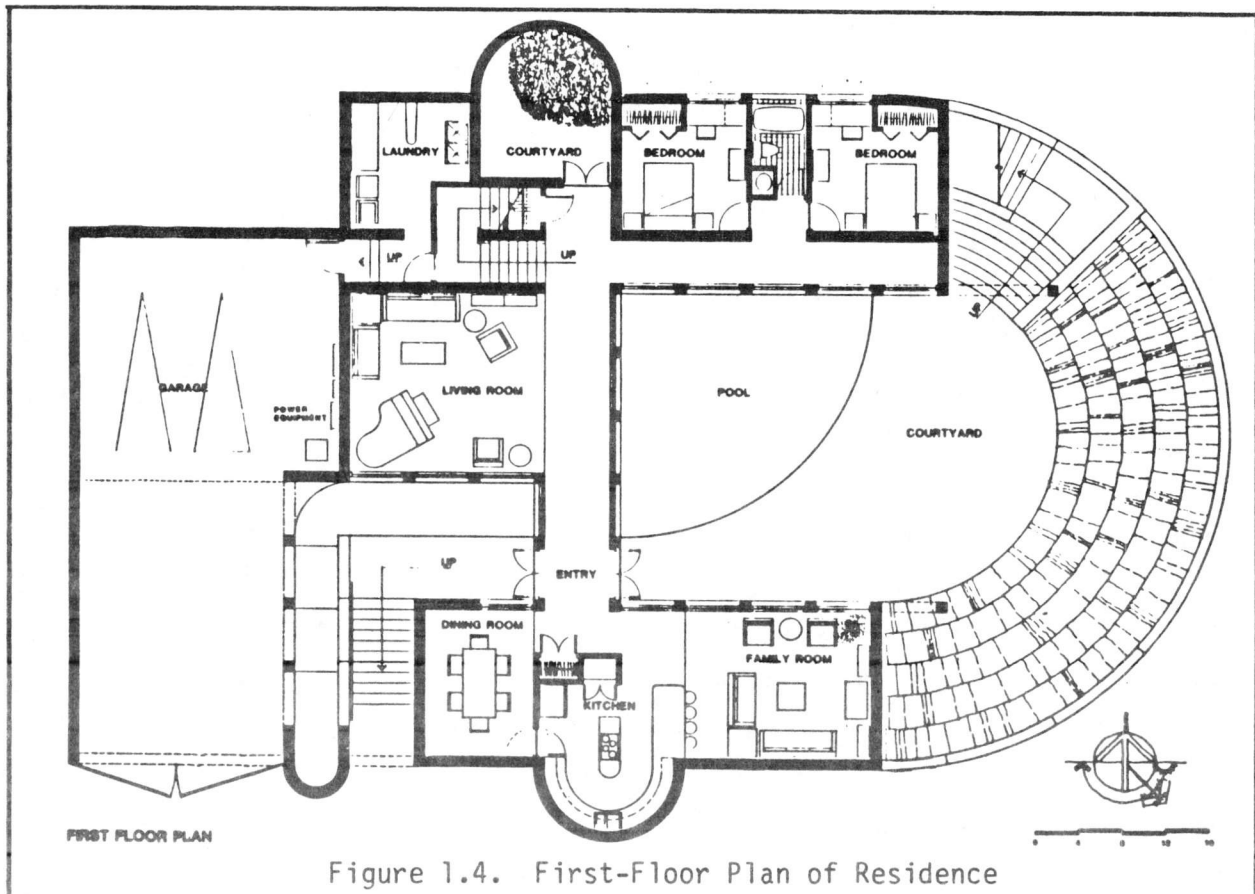 LAUNDRY
COURTYARD
BEDROOM
BEDROOM
UP
UP
GARAGE
POWER
EQUIPMENT
LIVING ROOM
POOL
COURTYARD
UP
ENTRY
DINING ROOM
FAMILY ROOM
KITCHEN
FIRST FLOOR PLAN
Figure 1.4. First-Floor Plan of Residence